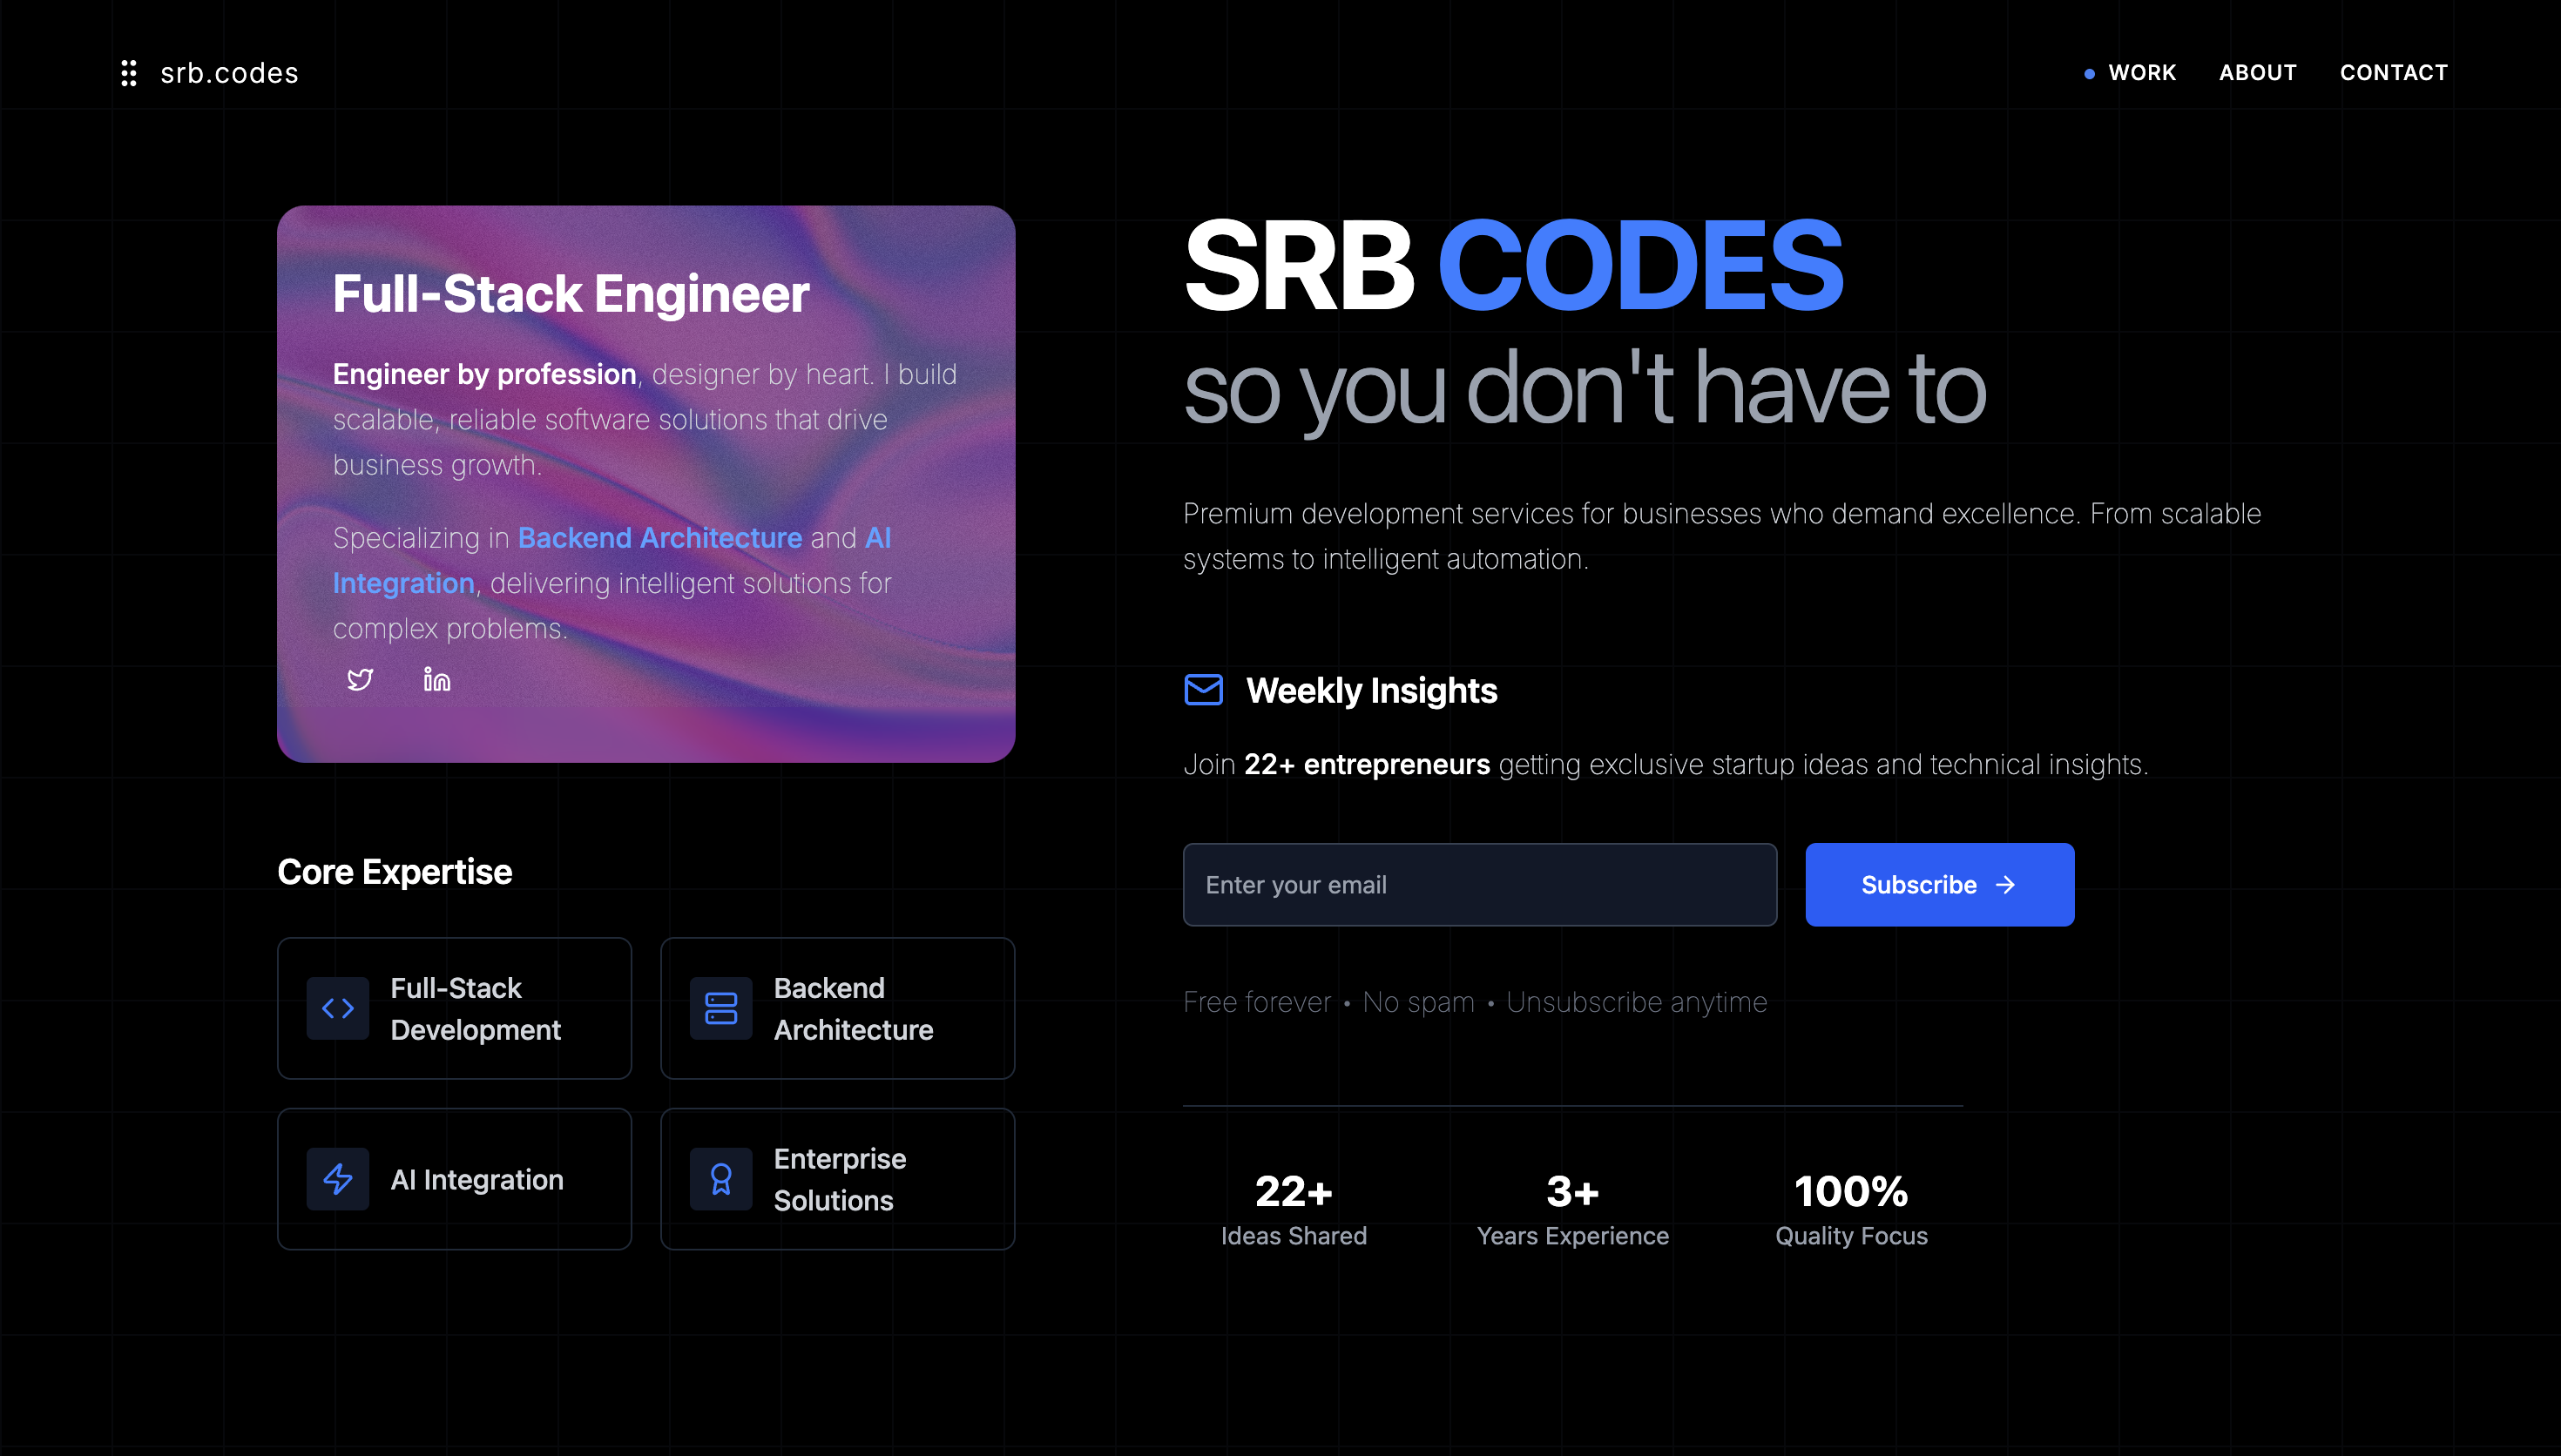 srb.codes
WORK ABOUT CONTACT
Full-Stack Engineer
Engineer by profession, designer by heart. I build
scalable, reliable software solutions that drive
business growth.
Specializing in Backend Architecture and AI
Integration, delivering intelligent solutions for
complex problems.
Core Expertise
Full-Stack
Development
Backend
Architecture
AI Integration
Enterprise
Solutions
SRB CODES
so you don't have to
Premium development services for businesses who demand excellence. From scalable
systems to intelligent automation.
Weekly Insights
Join 22+ entrepreneurs getting exclusive startup ideas and technical insights.
Enter your email
Subscribe
Free forever • No spam • Unsubscribe anytime
22+
Ideas Shared
3+
Years Experience
100%
Quality Focus